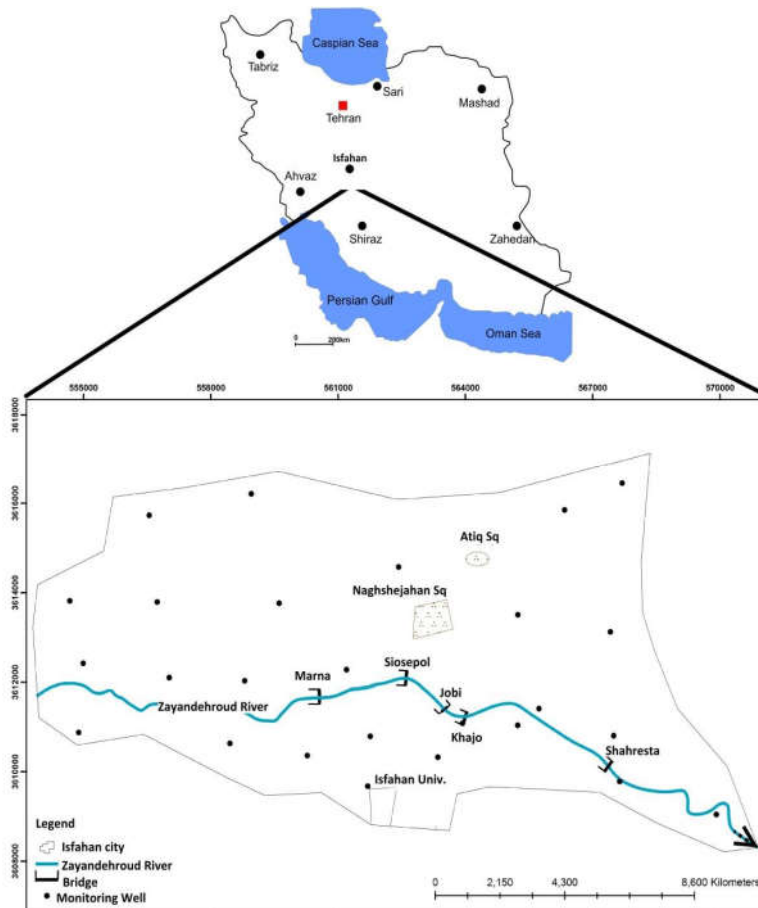 Caspian Sea
Tabriz
Sari
Mashad
Tehran
Isfahan
Ahvaz
Shiraz
Zahedan
Persian Gulf
Oman Sea
0 200km
555000 558000 561000 564000 567000 570000
3618000
3616000
3614000
3612000
3610000
3608000
Atiq Sq
Naghshejahan Sq
Siosepol
Marna
Jobi
Zayandehroud River
Khajo
Shahresta
Isfahan Univ.
Legend
Isfahan city
Zayandehroud River
Bridge
Monitoring Well
0 2,150 4,300 8,600 Kilometers